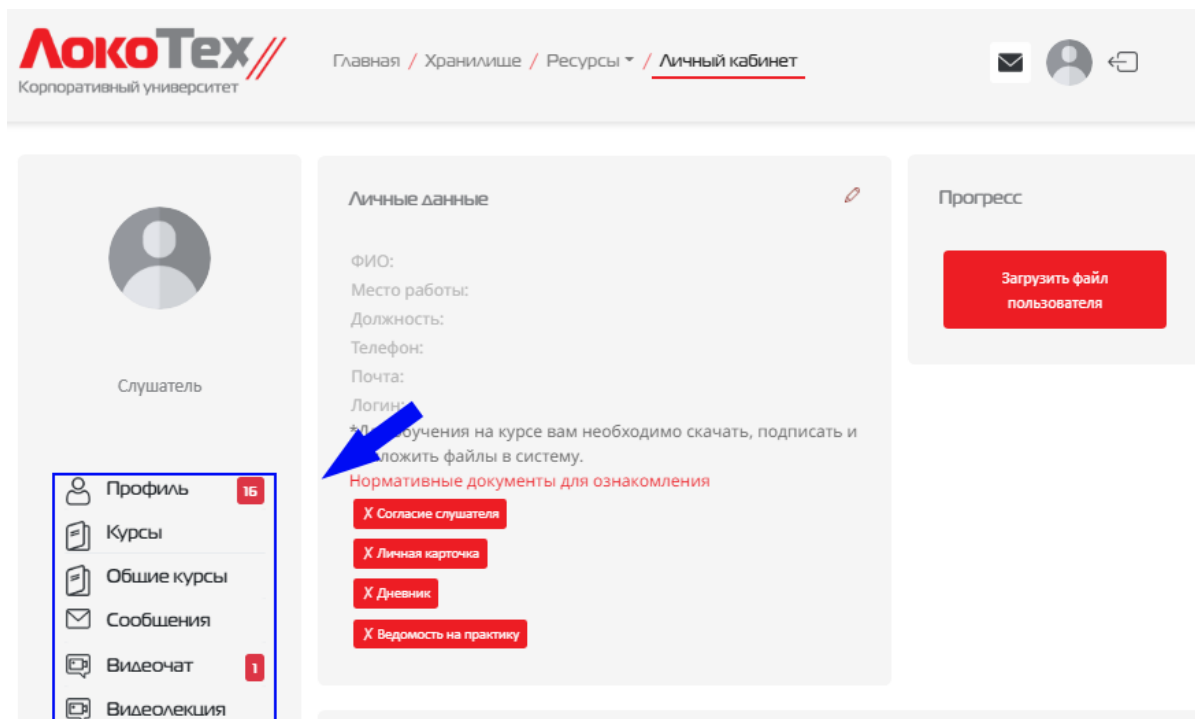 ЛокоТех//
Корпоративный университет
Главная / Хранилище / Ресурсы / Личный кабинет
Слушатель
Профиль 16
Курсы
Общие курсы
Сообщения
Видеочат 1
Видеолекция
Личные данные
ФИО:
Место работы:
Должность:
Телефон:
Почта:
Логин:
обучения на курсе вам необходимо скачать, подписать и
файлы в систему.
Нормативные документы для ознакомления
X Согласие слушателя
X Личная карточка
X Дневник
X Ведомость на практику
Прогресс
Загрузить файл
пользователя